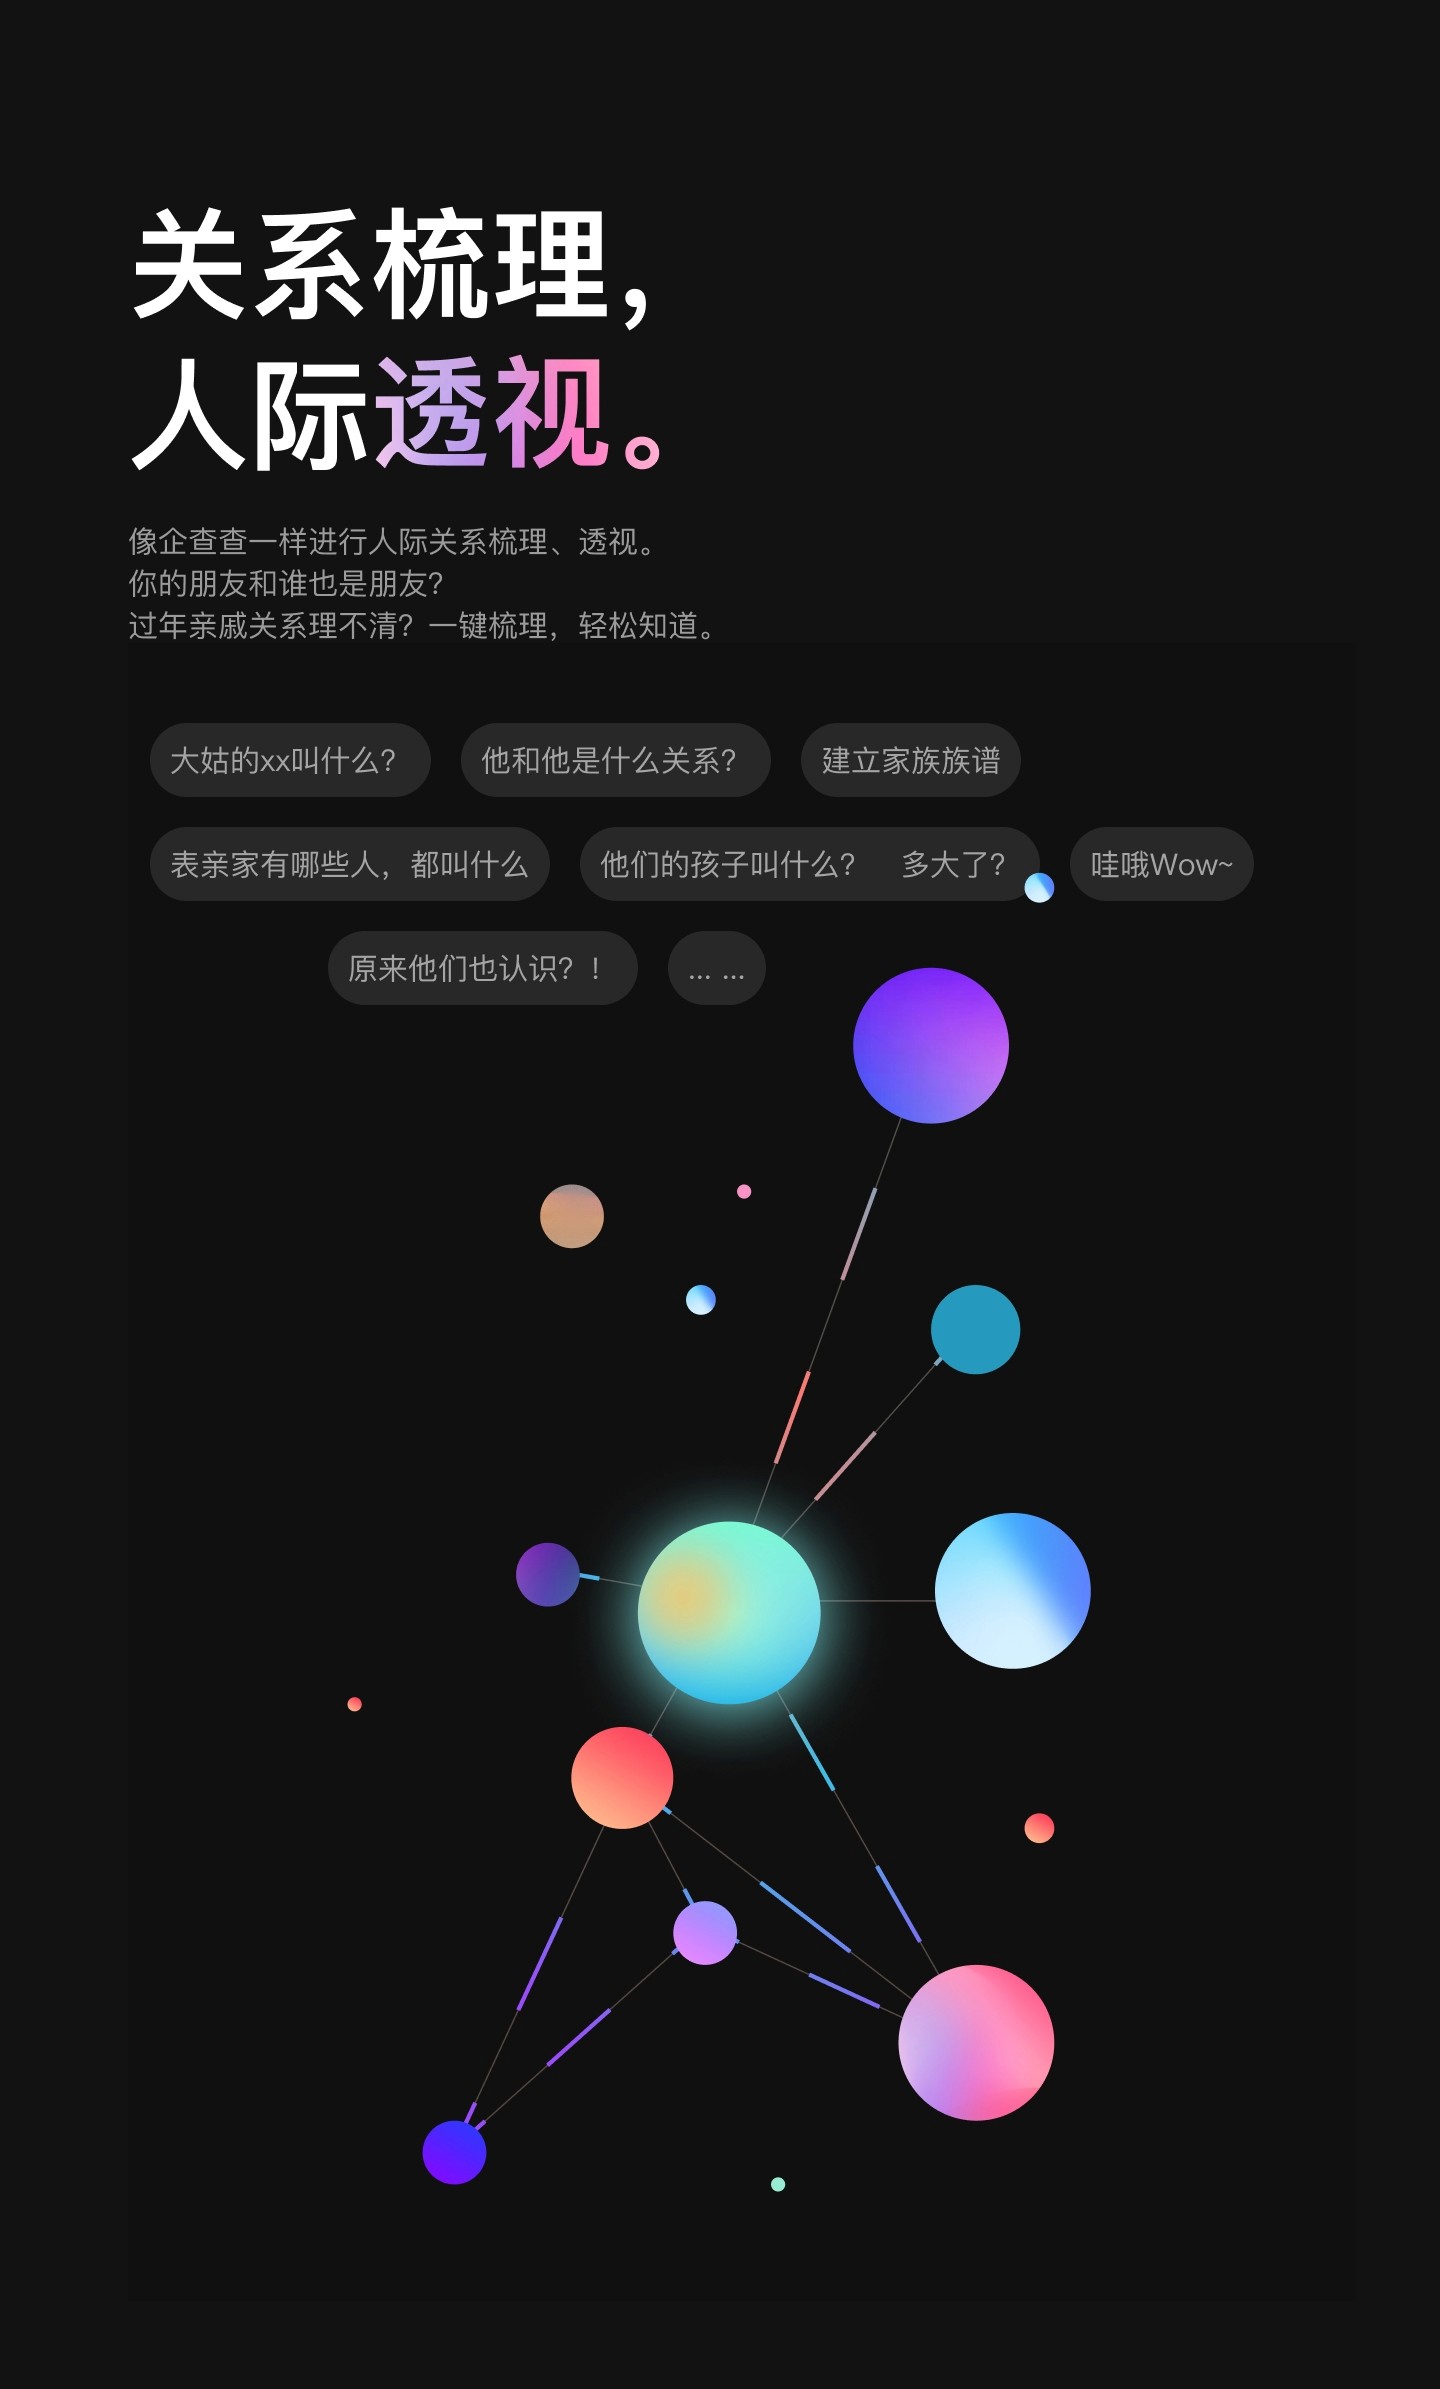 关系梳理，
人际透视。
像企查查一样进行人际关系梳理、透视。
你的朋友和谁也是朋友？
过年亲戚关系理不清？一键梳理，轻松知道。
大姑的xx叫什么？ 他和他是什么关系？ 建立家族族谱
表亲家有哪些人，都叫什么 他们的孩子叫什么？ 多大了？ 哇哦Wow~
原来他们也认识？！ ... ...